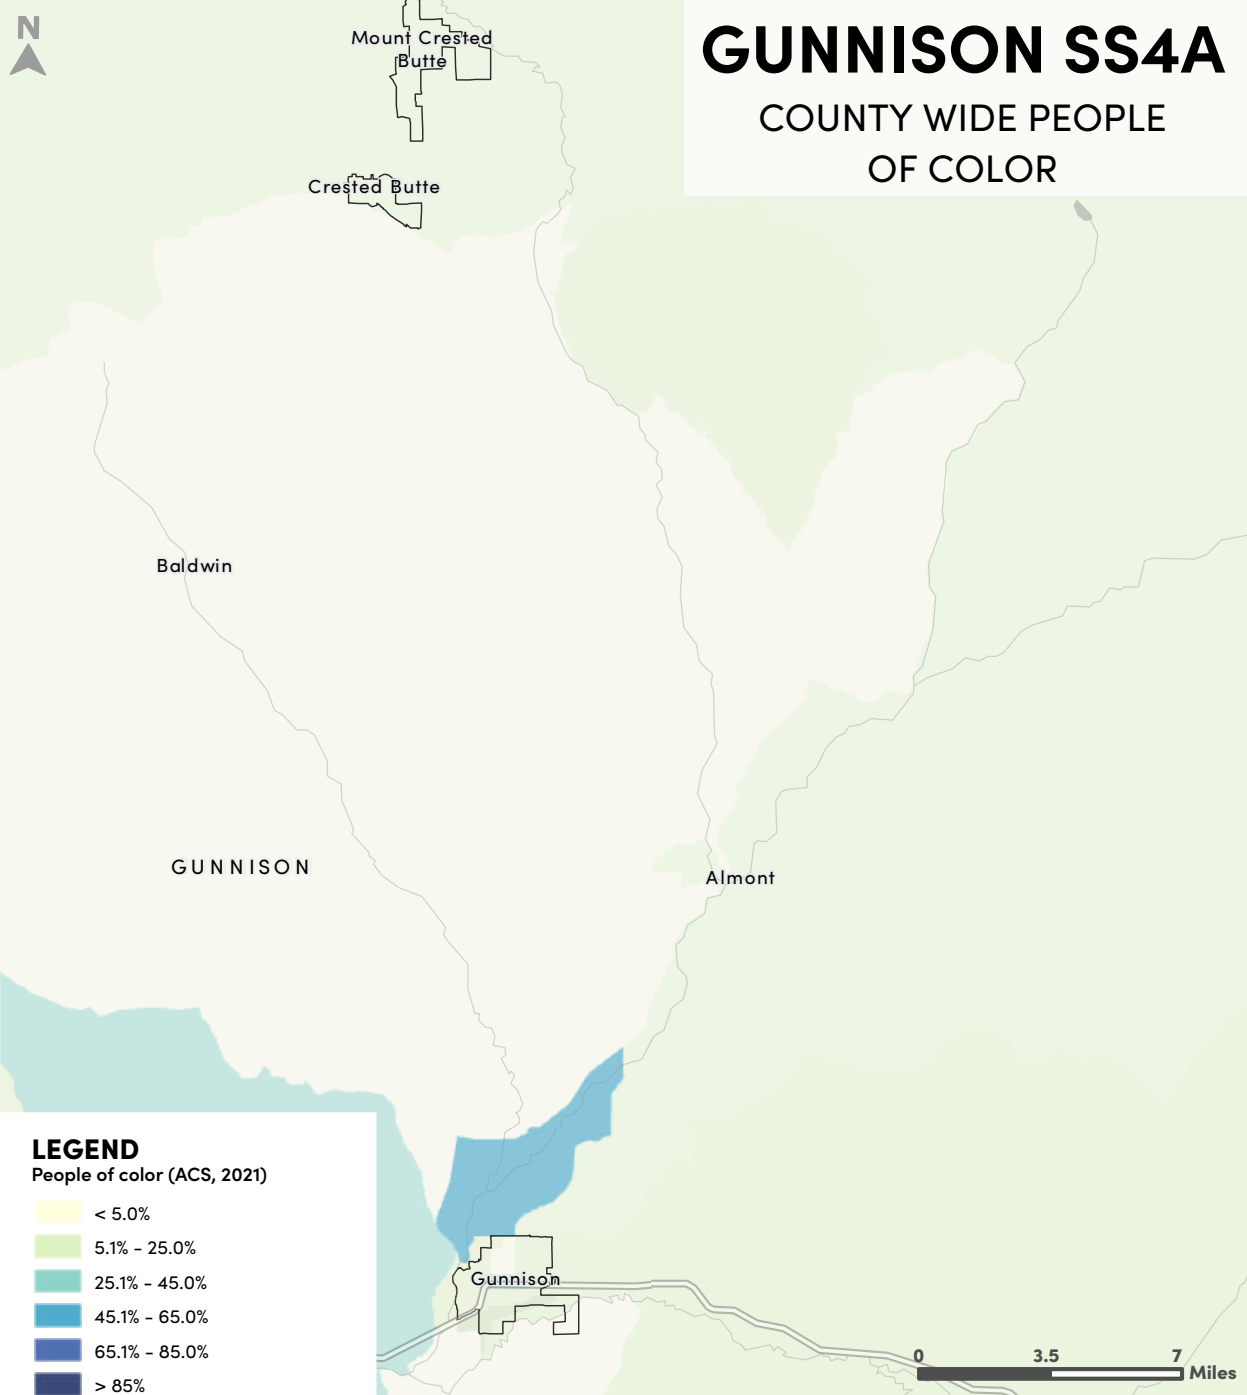 N
GUNNISON SS4A
COUNTY WIDE PEOPLE
OF COLOR
Mount Crested
Butte
Crested Butte
Baldwin
GUNNISON
Almont
Gunnison
LEGEND
People of color (ACS, 2021)
< 5.0%
5.1% - 25.0%
25.1% - 45.0%
45.1% - 65.0%
65.1% - 85.0%
> 85%
0 3.5 7
Miles